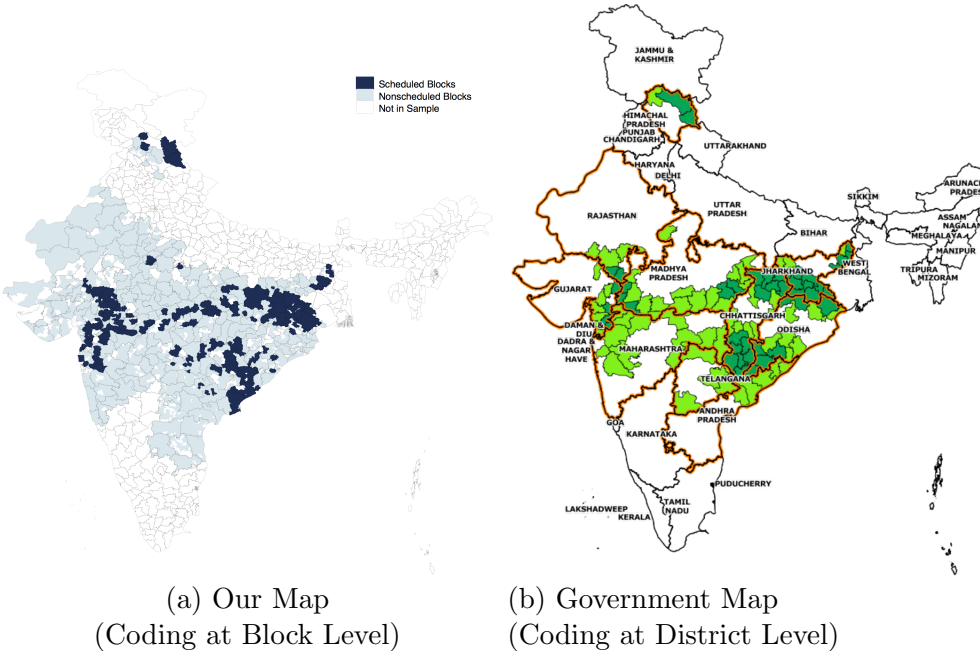 Scheduled Blocks
Nonscheduled Blocks
Not in Sample
JAMMU &
KASHMIR
HIMACHAL
PRADESH
PUNJAB
CHANDIGARH
UTTARAKHAND
HARYANA
DELHI
RAJASTHAN
UTTAR
PRADESH
SIKKIM
ARUNAC
PRADES
ASSAM
NAGALAN
MEGHALAYA
BIHAR
MANIPUR
WEST
BENGAL
TRIPURA
MIZORAM
JHARKHAND
MADHYA
PRADESH
GUJARAT
CHHATTISGARH
DAMAN &
DIU
DADRA &
NAGAR
HAVE
ODISHA
MAHARASHTRA
TELANGANA
ANDHRA
PRADESH
GOA
KARNATAKA
PUDUCHERRY
LAKSHADWEEP
KERALA
TAMIL
NADU
(a) Our Map
(Coding at Block Level)
(b) Government Map
(Coding at District Level)